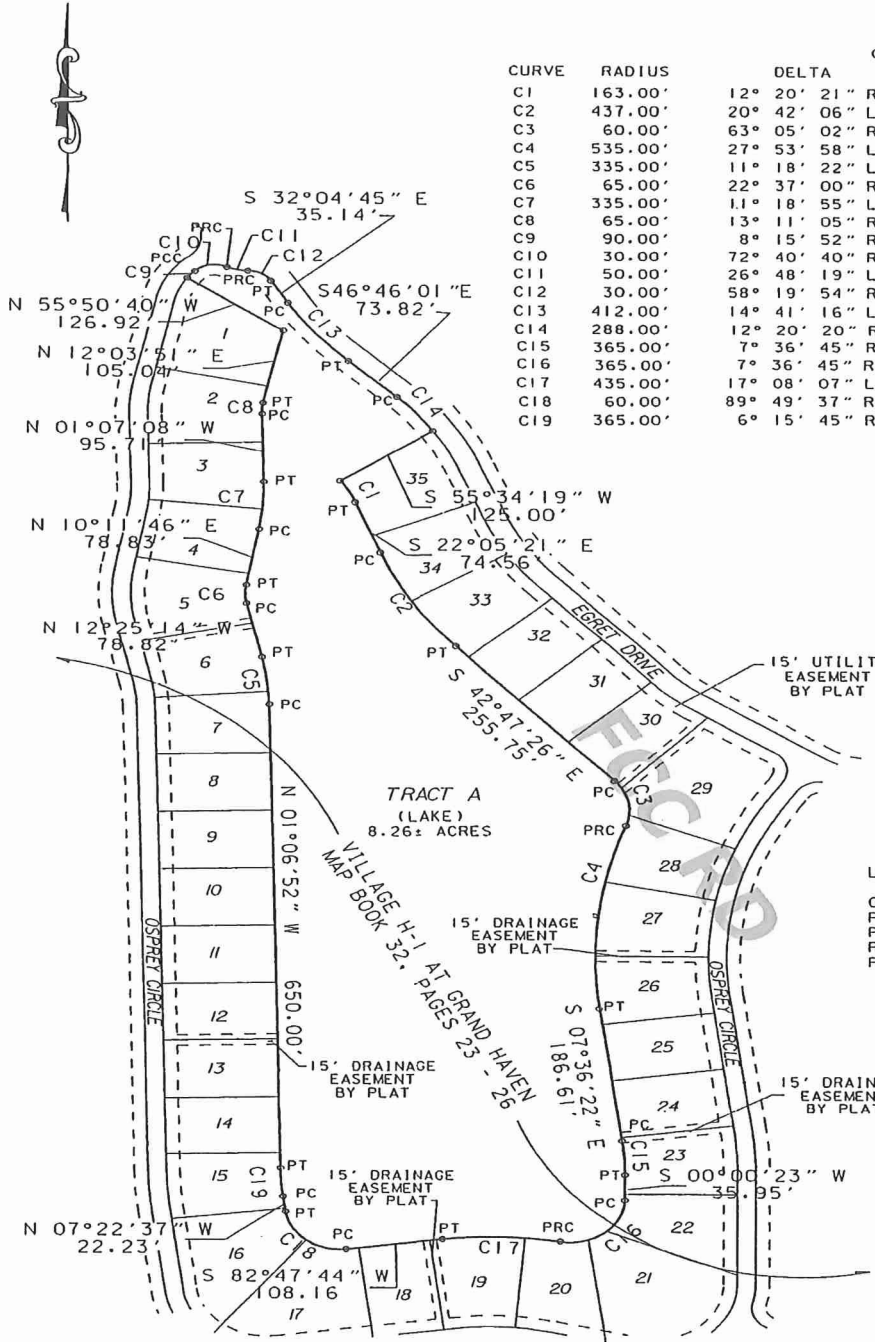 CURVE RADIUS DELTA
C1 163.00' 12° 20' 21" R
C2 437.00' 20° 42' 06" L
C3 60.00' 63° 05' 02" R
C4 535.00' 27° 53' 58" L
C5 335.00' 11° 18' 22" L
C6 65.00' 22° 37' 00" R
C7 335.00' 11° 18' 55" L
C8 65.00' 13° 11' 05" R
C9 90.00' 8° 15' 52" R
C10 30.00' 72° 40' 40" R
C11 50.00' 26° 48' 19" L
C12 30.00' 58° 19' 54" R
C13 412.00' 14° 41' 16" L
C14 288.00' 12° 20' 20" R
C15 365.00' 7° 36' 45" R
C16 365.00' 7° 36' 45" R
C17 435.00' 17° 08' 07" L
C18 60.00' 89° 49' 37" R
C19 365.00' 6° 15' 45" R
S 32°04'45" E
35.14'
PRC
C10
C11
PCC
C12
C9
PRC
PT
S46°46'01"E
73.82'
PC
C13
N 55°50'40" W
126.92'
1
N 12°03'51" E
105.04'
PT
PC
C14
2
C8
PT
PC
N 01°07'08" W
95.71
3
35
C1
PT
S 55°34'19" W
125.00'
C7
PT
N 10°11'46" E
78.83'
PC
4
S 22°05'21" E
74.56'
PC
34
5
C6
PT
PC
C2
33
EGRET DRIVE
N 12°25'14" W
78.82'
32
PT
6
PT
C5
31
15' UTILIT
EASEMENT
BY PLAT
PC
S 42°47'26" E
255.75'
30
7
FCC RD
8
TRACT A
(LAKE)
8.26± ACRES
PC
C3
29
PRC
9
N 01°06'52" W 650.00'
VILLAGE H-1 AT GRAND HAVEN
MAP BOOK 32, PAGES 23 - 26
C4
28
10
27
15' DRAINAGE
EASEMENT
BY PLAT
OSPREY CIRCLE
11
OSPREY CIRCLE
26
12
PT
S 07°36'22" E
186.61'
25
13
15' DRAINAGE
EASEMENT
BY PLAT
24
15' DRAIN
EASEMENT
BY PLAT
14
PC
C15
23
15
PT
C19
15' DRAINAGE
EASEMENT
BY PLAT
PT
S 00°00'23" W
35.95'
PC
PC
N 07°22'37" W
22.23'
PT
22
16
C18
PC
PT
C17
PRC
C16
S 82°47'44" W
108.16
17
18
19
20
21
L
C
P
P
P
P